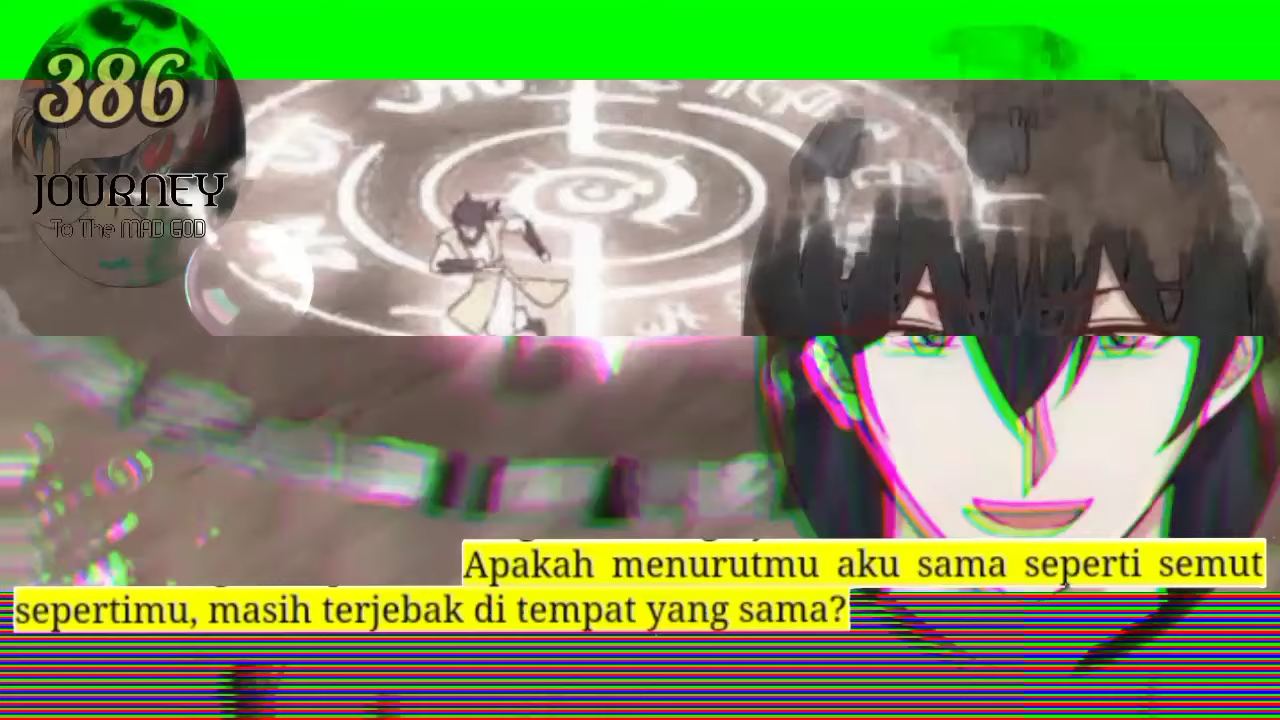 386
JOURNEY
To The MAD GOD
Apakah menurutmu aku sama seperti semut
sepertimu, masih terjebak di tempat yang sama?